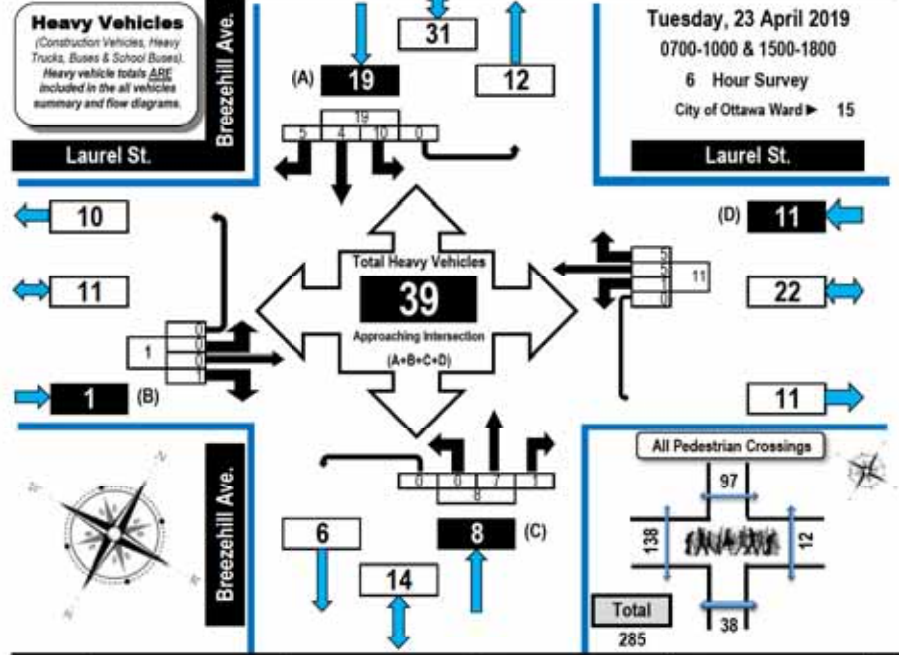 Heavy Vehicles
(Construction Vehicles, Heavy
Trucks, Buses & School Buses).
Heavy vehicle totals ARE
included in the all vehicles
summary and flow diagrams.
Breezehill Ave.
Laurel St.
31
(A) 19
12
19
5 4 10 0
Tuesday, 23 April 2019
0700-1000 & 1500-1800
6 Hour Survey
City of Ottawa Ward ► 15
Laurel St.
10
11
0
0
0
1
1
1 (B)
Total Heavy Vehicles
39
Approaching Intersection
(A+B+C+D)
(D) 11
5
5
1
0
11
22
11
0 0 7 1
8
6
8 (C)
14
Breezehill Ave.
All Pedestrian Crossings
97
138
12
38
Total
285